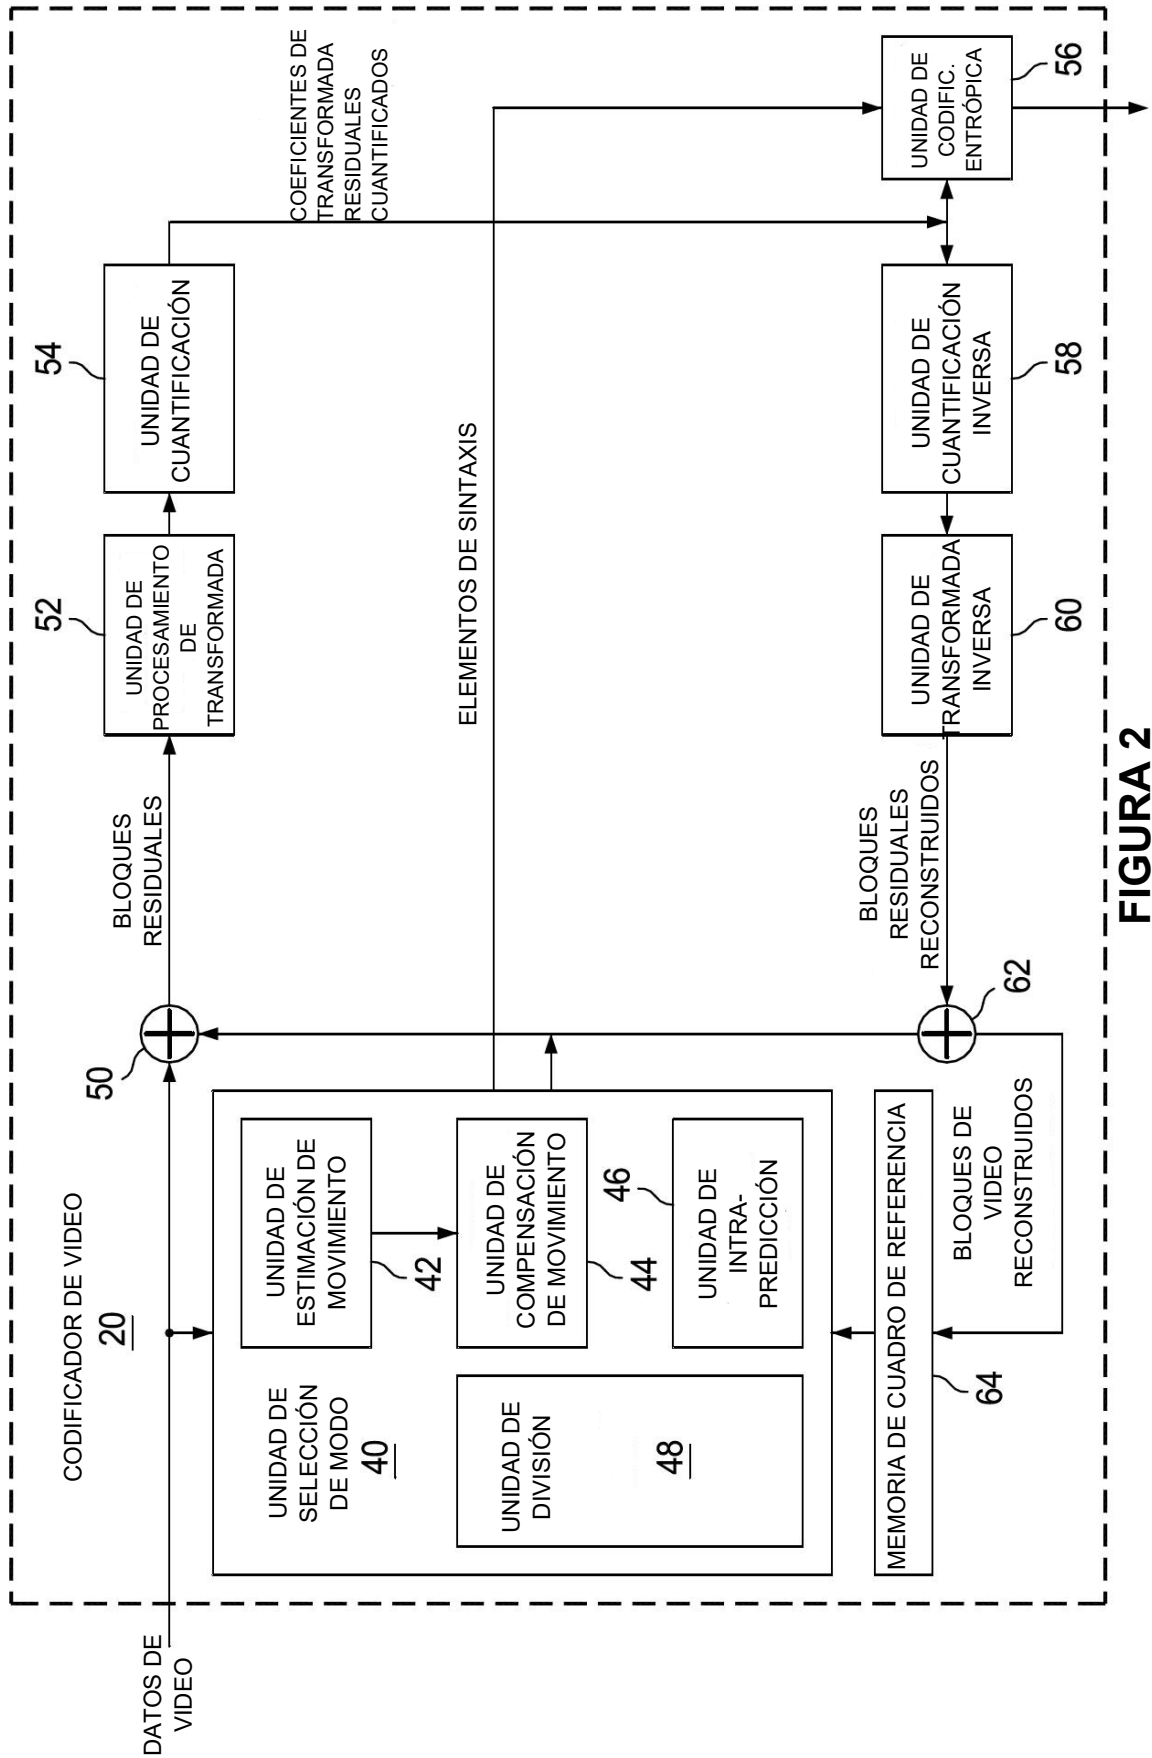 CODIFICADOR DE VIDEO
20
DATOS DE
VIDEO
50
BLOQUES
RESIDUALES
52
UNIDAD DE
PROCESAMIENTO
DE
TRANSFORMADA
54
UNIDAD DE
CUANTIFICACIÓN
COEFICIENTES DE
TRANSFORMADA
RESIDUALES
CUANTIFICADOS
UNIDAD DE
SELECCIÓN
DE MODO
40
UNIDAD DE
ESTIMACIÓN DE
MOVIMIENTO
42
UNIDAD DE
COMPENSACIÓN
DE MOVIMIENTO
44
46
UNIDAD DE
INTRA-
PREDICCIÓN
UNIDAD DE
DIVISIÓN
48
ELEMENTOS DE SINTAXIS
MEMORIA DE CUADRO DE REFERENCIA
64
BLOQUES DE
VIDEO
RECONSTRUIDOS
62
BLOQUES
RESIDUALES
RECONSTRUIDOS
UNIDAD DE
TRANSFORMADA
INVERSA
60
UNIDAD DE
CUANTIFICACIÓN
INVERSA
58
UNIDAD DE
CODIFIC.
ENTRÓPICA
56
FIGURA 2